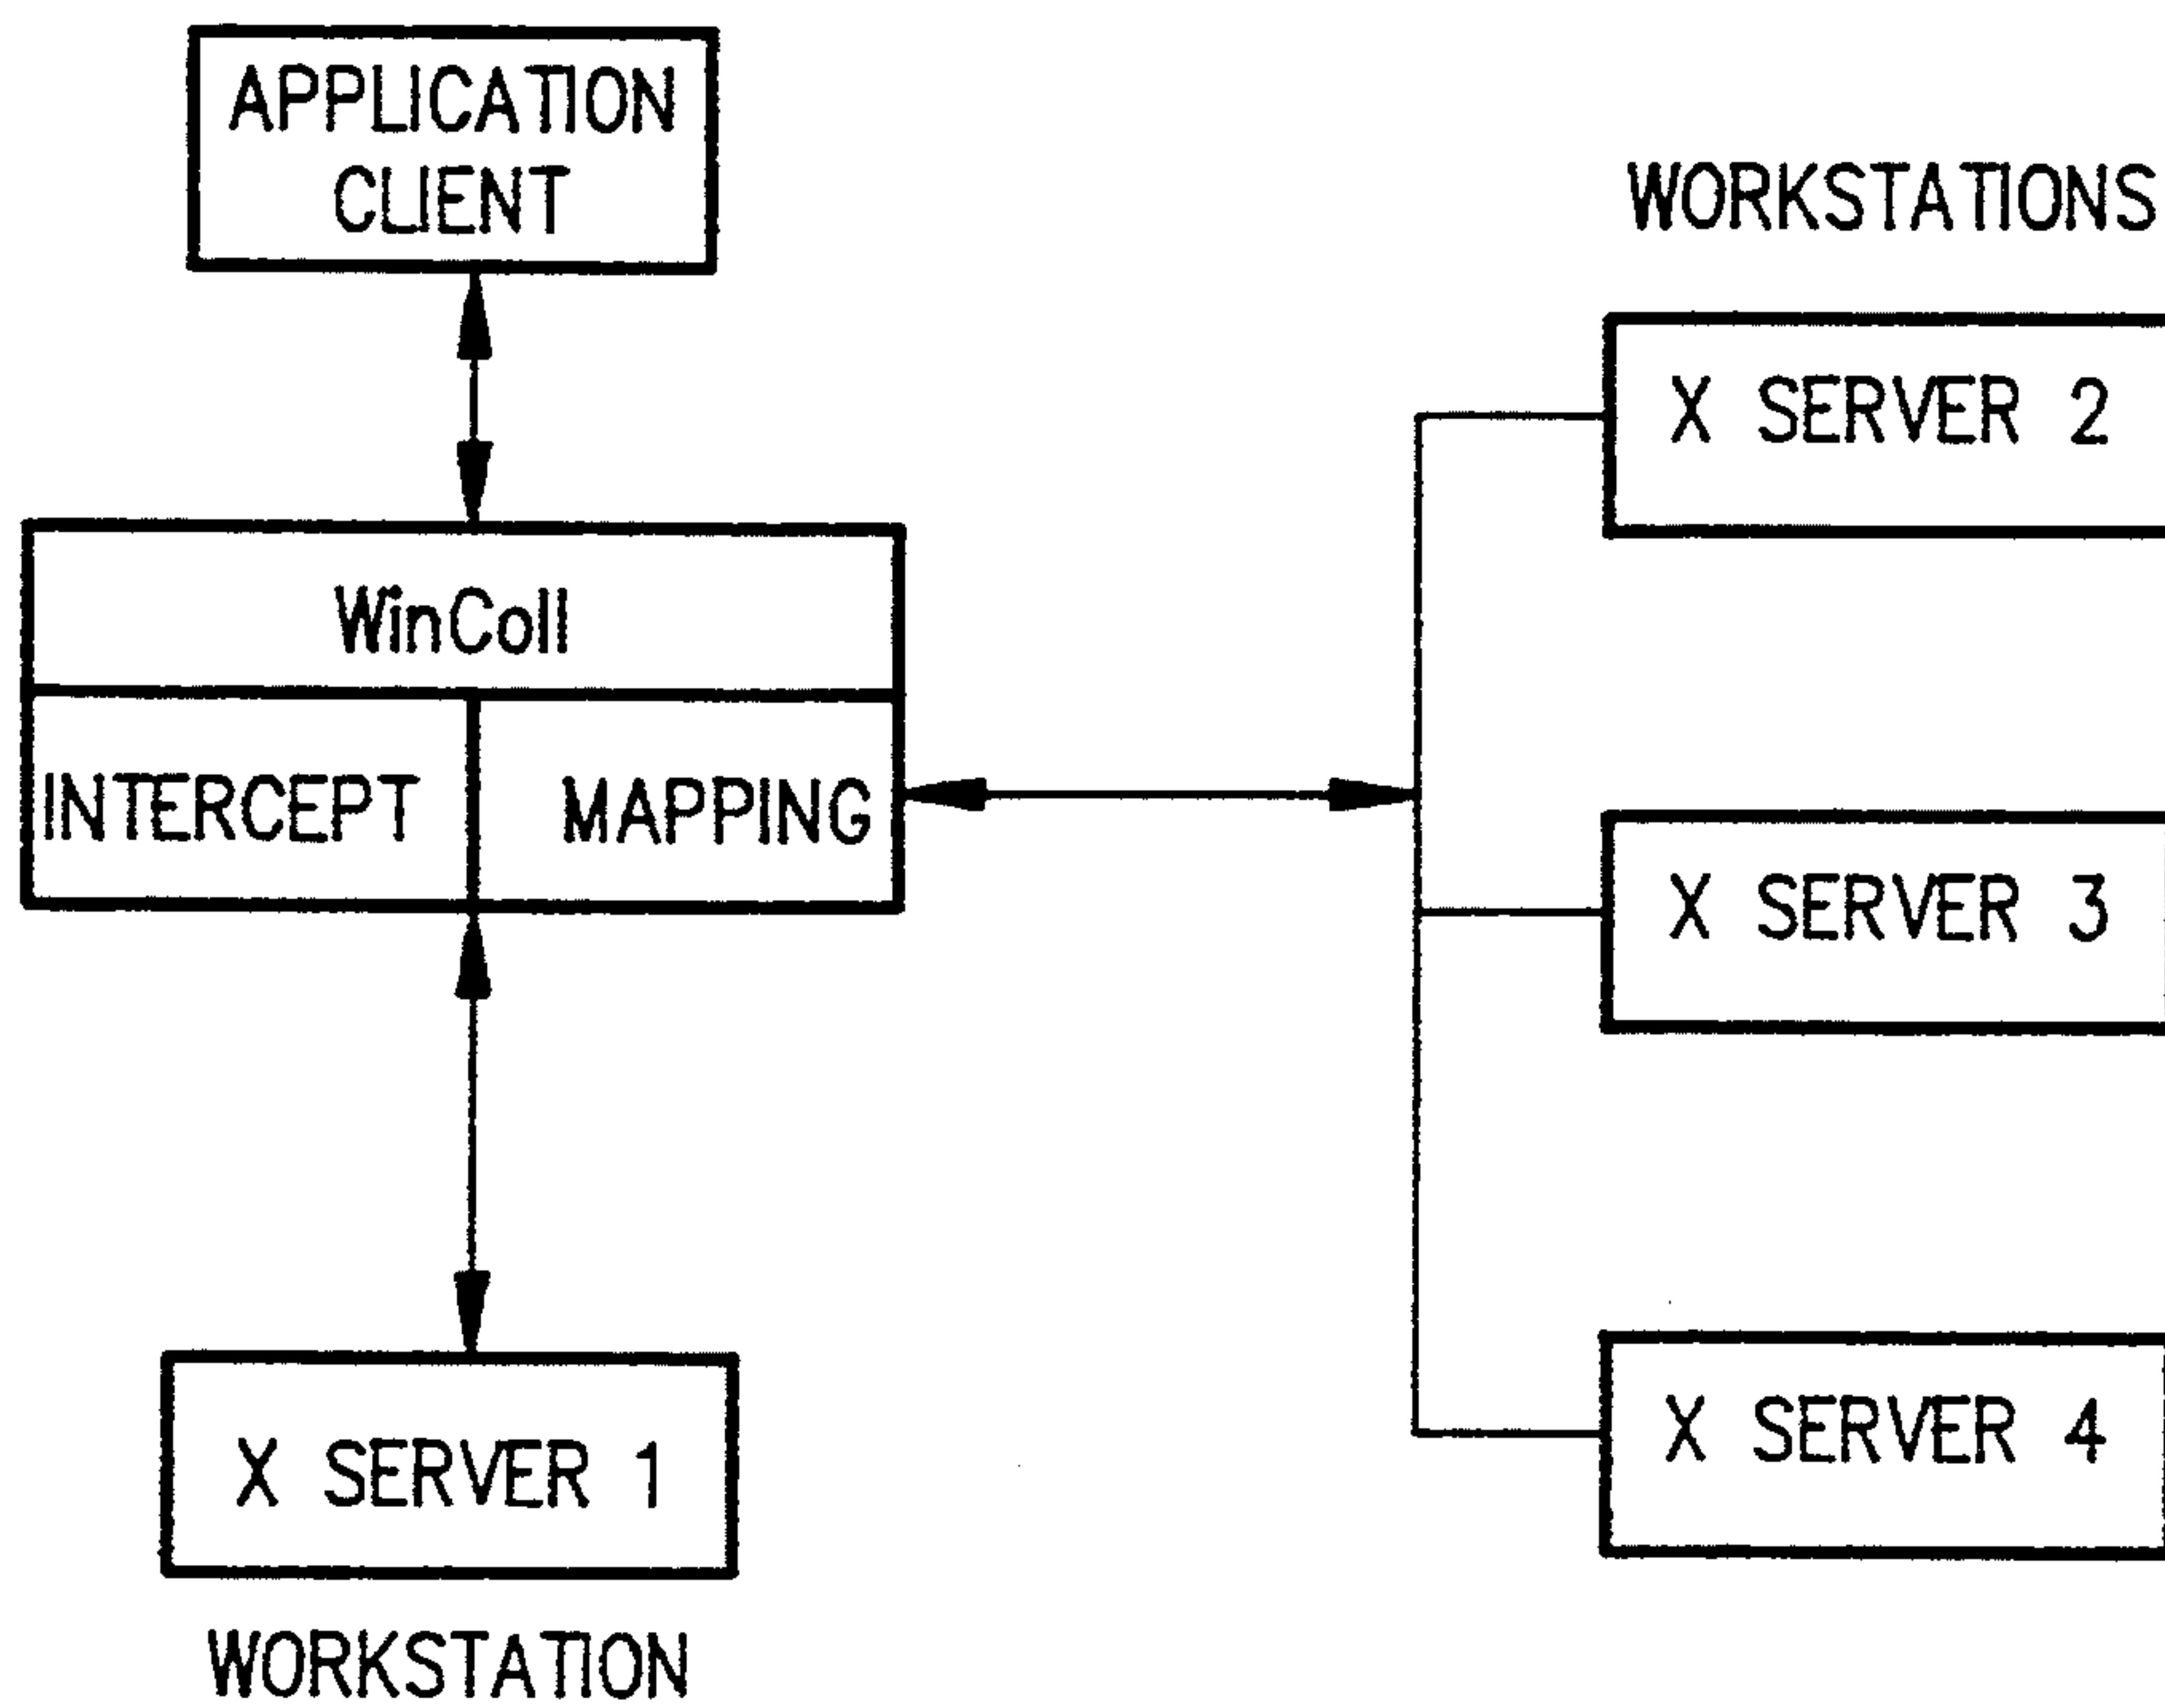 APPLICATION
CLIENT
WORKSTATIONS
X SERVER 2
WinColl
INTERCEPT
MAPPING
X SERVER 3
X SERVER 4
X SERVER 1
WORKSTATION